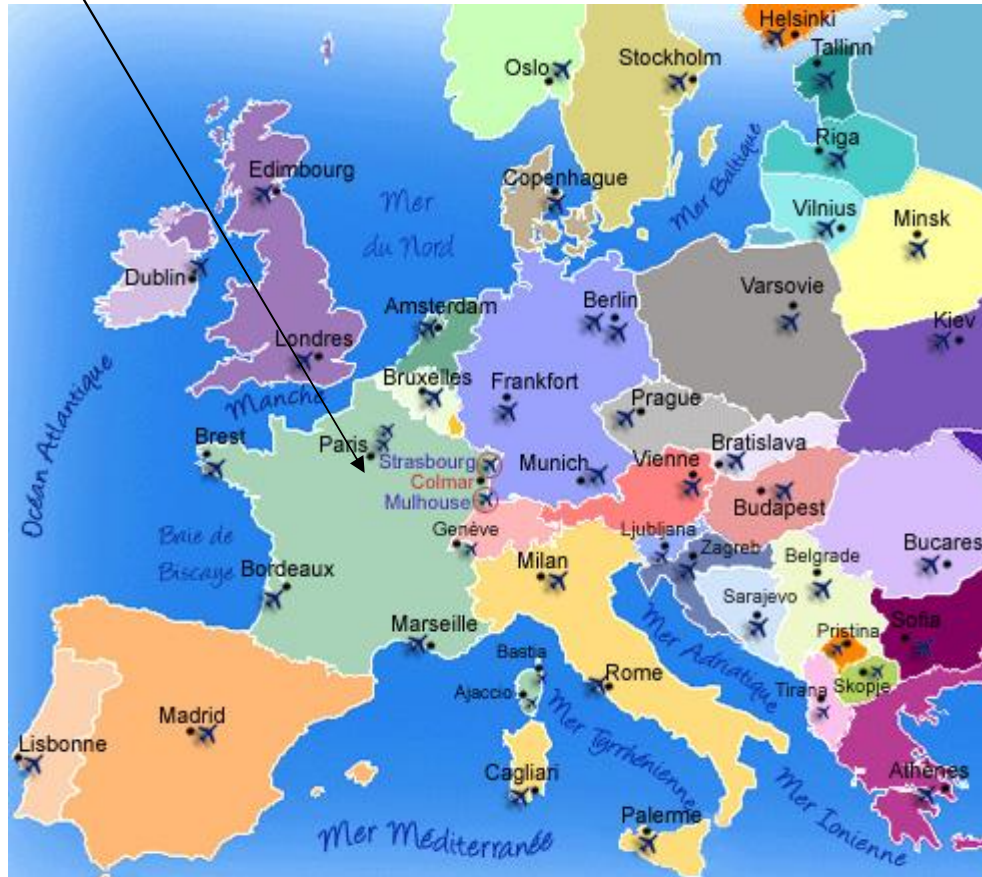 Helsinki
Tallinn
Oslo
Stockholm
Riga
Edimbourg
Copenhague
Mer Baltique
Mer
du Nord
Vilnius
Minsk
Dublin
Amsterdam
Berlin
Varsovie
Kiev
Londres
Océan Atlantique
Manche
Bruxelles
Frankfort
Prague
Brest
Paris
Bratislava
Strasbourg
Munich
Vienne
Colmar
Mulhouse
Budapest
Genève
Ljubljana
Zagreb
Baie de
Biscaye
Bordeaux
Milan
Belgrade
Bucares
Sarajevo
Marseille
Sofia
Pristina
Bastia
Rome
Mer Adriatique
Ajaccio
Tirana
Skopje
Madrid
Mer Tyrrhénienne
Lisbonne
Cagliari
Athènes
Mer Ionienne
Palerme
Mer Méditerranée